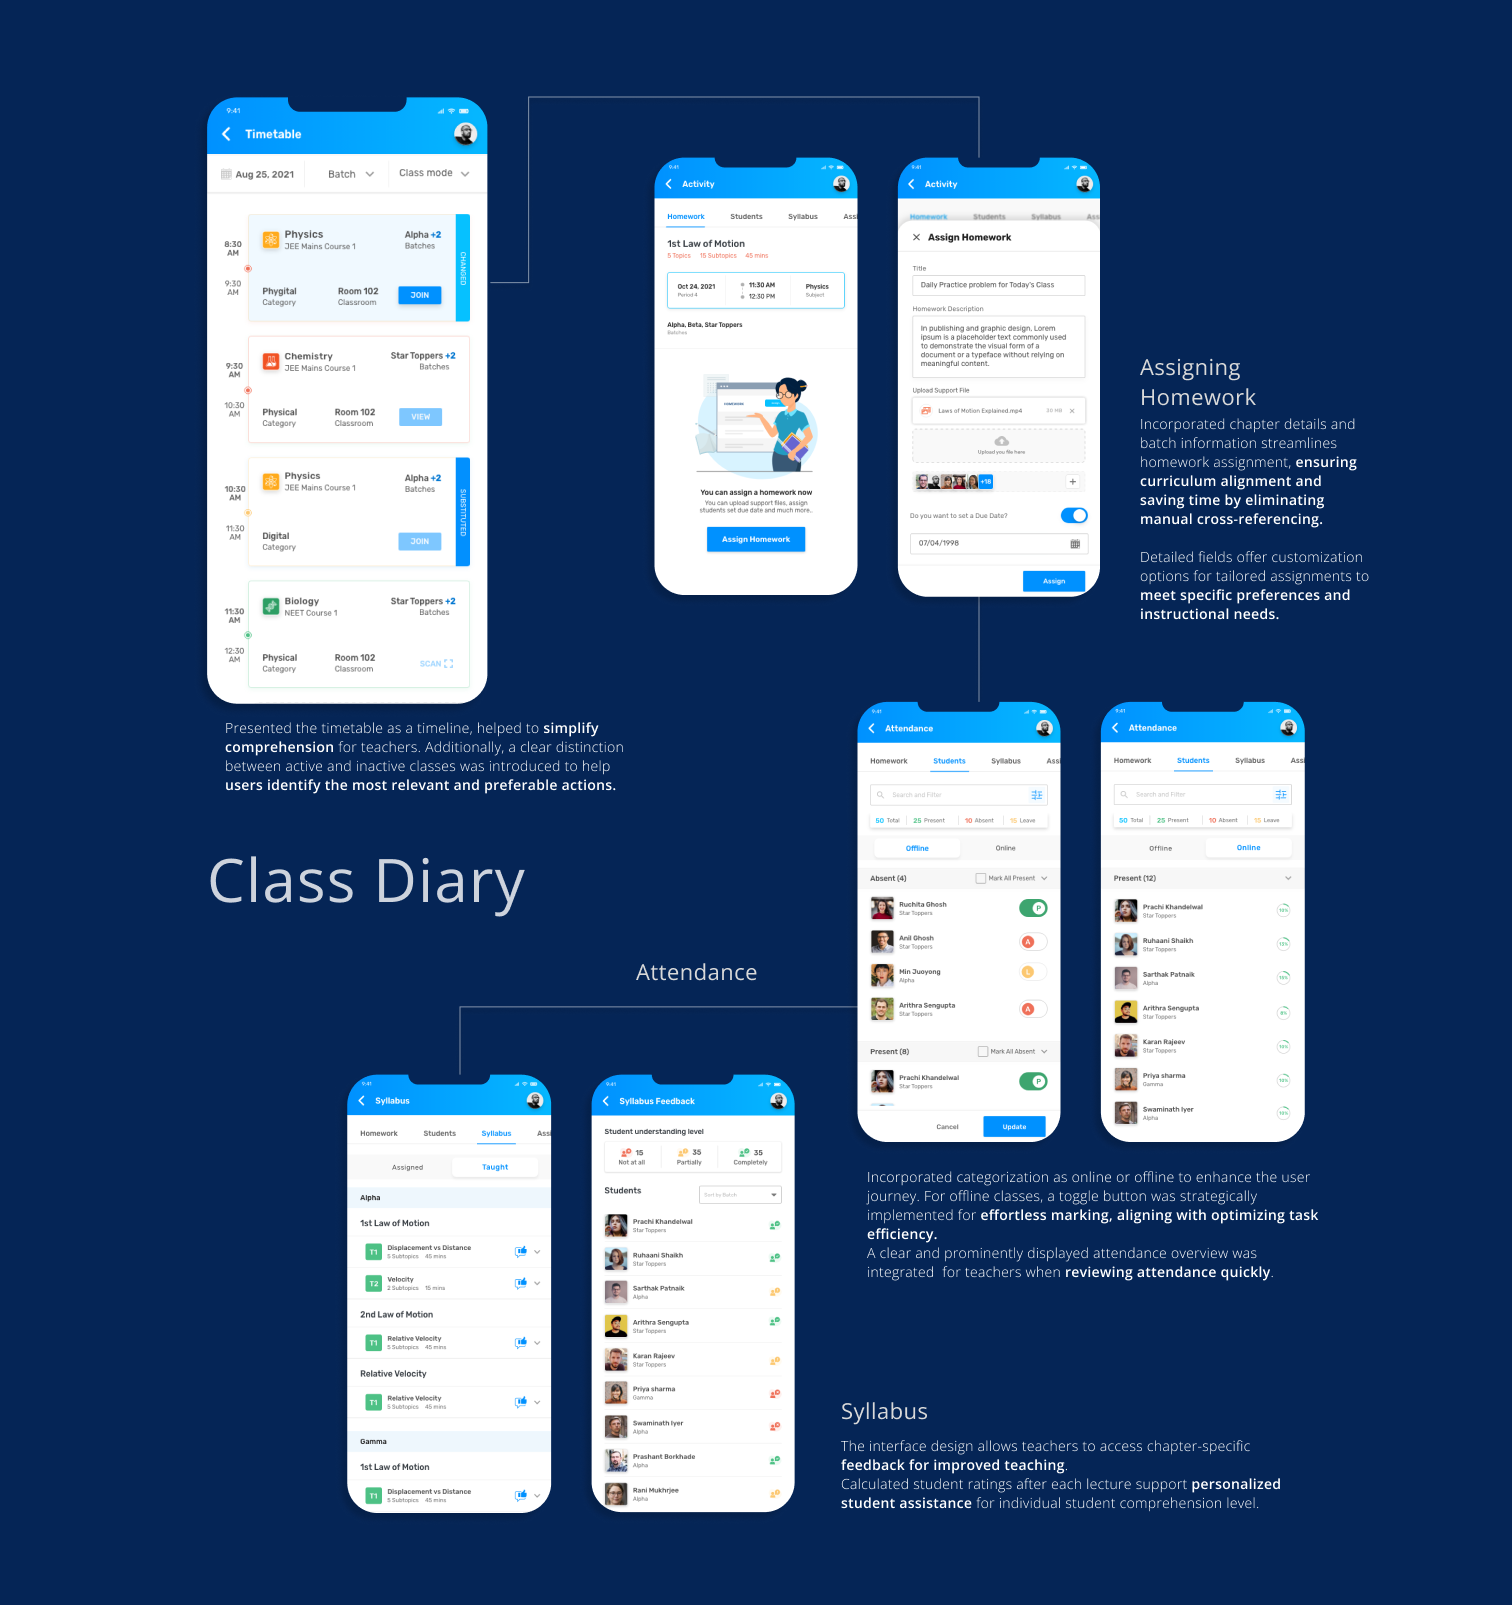 9:41
Timetable
Aug 25, 2021 Batch Class mode
8:30 AM
9:30 AM
Physics
JEE Mains Course 1
Alpha +2
Batches
Phygital
Category
Room 102
Classroom
JOIN
CHANGED
9:30 AM
10:30 AM
Chemistry
JEE Mains Course 1
Star Toppers +2
Batches
Physical
Category
Room 102
Classroom
VIEW
10:30 AM
11:30 AM
Physics
JEE Mains Course 1
Alpha +2
Batches
Digital
Category
JOIN
SUBSTITUTED
11:30 AM
12:30 AM
Biology
NEET Course 1
Star Toppers +2
Batches
Physical
Category
Room 102
Classroom
SCAN
Presented the timetable as a timeline, helped to simplify
comprehension for teachers. Additionally, a clear distinction
between active and inactive classes was introduced to help
users identify the most relevant and preferable actions.
9:41
Activity
Homework Students Syllabus Assi
1st Law of Motion
5 Topics 15 Subtopics 45 mins
Oct 24, 2021
Period 4
11:30 AM
12:30 PM
Physics
Subject
Alpha, Beta, Star Toppers
Batches
HOMEWORK
You can assign a homework now
You can upload support files, assign
students set due date and much more..
Assign Homework
9:41
Activity
Homework Students Syllabus Ass
Assign Homework
Title
Daily Practice problem for Today's Class
Homework Description
In publishing and graphic design, Lorem
ipsum is a placeholder text commonly used
to demonstrate the visual form of a
document or a typeface without relying on
meaningful content.
Upload Support File
Laws of Motion Explained.mp4 30 MB
Upload you file here
+18
Do you want to set a Due Date?
07/04/1998
Assign
Assigning
Homework
Incorporated chapter details and
batch information streamlines
homework assignment, ensuring
curriculum alignment and
saving time by eliminating
manual cross-referencing.
Detailed fields offer customization
options for tailored assignments to
meet specific preferences and
instructional needs.
Class Diary
Attendance
9:41
Attendance
Homework Students Syllabus Assi
Search and Filter
50 Total 25 Present 10 Absent 15 Leave
Offline Online
Absent (4) Mark All Present
Ruchita Ghosh
Star Toppers
P
Anil Ghosh
Star Toppers
A
Min Juoyong
Alpha
L
Arithra Sengupta
Star Toppers
A
Present (8) Mark All Absent
Prachi Khandelwal
Star Toppers
P
Cancel Update
9:41
Attendance
Homework Students Syllabus Assi
Search and Filter
50 Total 25 Present 10 Absent 15 Leave
Offline Online
Present (12)
Prachi Khandelwal
Star Toppers
Ruhaani Shaikh
Star Toppers
Sarthak Patnaik
Alpha
Arithra Sengupta
Star Toppers
Karan Rajeev
Star Toppers
Priya sharma
Gamma
Swaminath Iyer
Alpha
Incorporated categorization as online or offline to enhance the user
journey. For offline classes, a toggle button was strategically
implemented for effortless marking, aligning with optimizing task
efficiency.
A clear and prominently displayed attendance overview was
integrated for teachers when reviewing attendance quickly.
9:41
Syllabus
Homework Students Syllabus Assi
Assigned Taught
Alpha
1st Law of Motion
T1 Displacement vs Distance
5 Subtopics 45 mins
T2 Velocity
2 Subtopics 15 mins
2nd Law of Motion
T1 Relative Velocity
5 Subtopics 45 mins
Relative Velocity
T1 Relative Velocity
5 Subtopics 45 mins
Gamma
1st Law of Motion
T1 Displacement vs Distance
5 Subtopics 45 mins
9:41
Syllabus Feedback
Student understanding level
15
Not at all
35
Partially
35
Completely
Students Sort by Batch
Prachi Khandelwal
Star Toppers
Ruhaani Shaikh
Star Toppers
Sarthak Patnaik
Alpha
Arithra Sengupta
Star Toppers
Karan Rajeev
Star Toppers
Priya sharma
Gamma
Swaminath Iyer
Alpha
Prashant Borkhade
Alpha
Rani Mukhrjee
Alpha
Syllabus
The interface design allows teachers to access chapter-specific
feedback for improved teaching.
Calculated student ratings after each lecture support personalized
student assistance for individual student comprehension level.